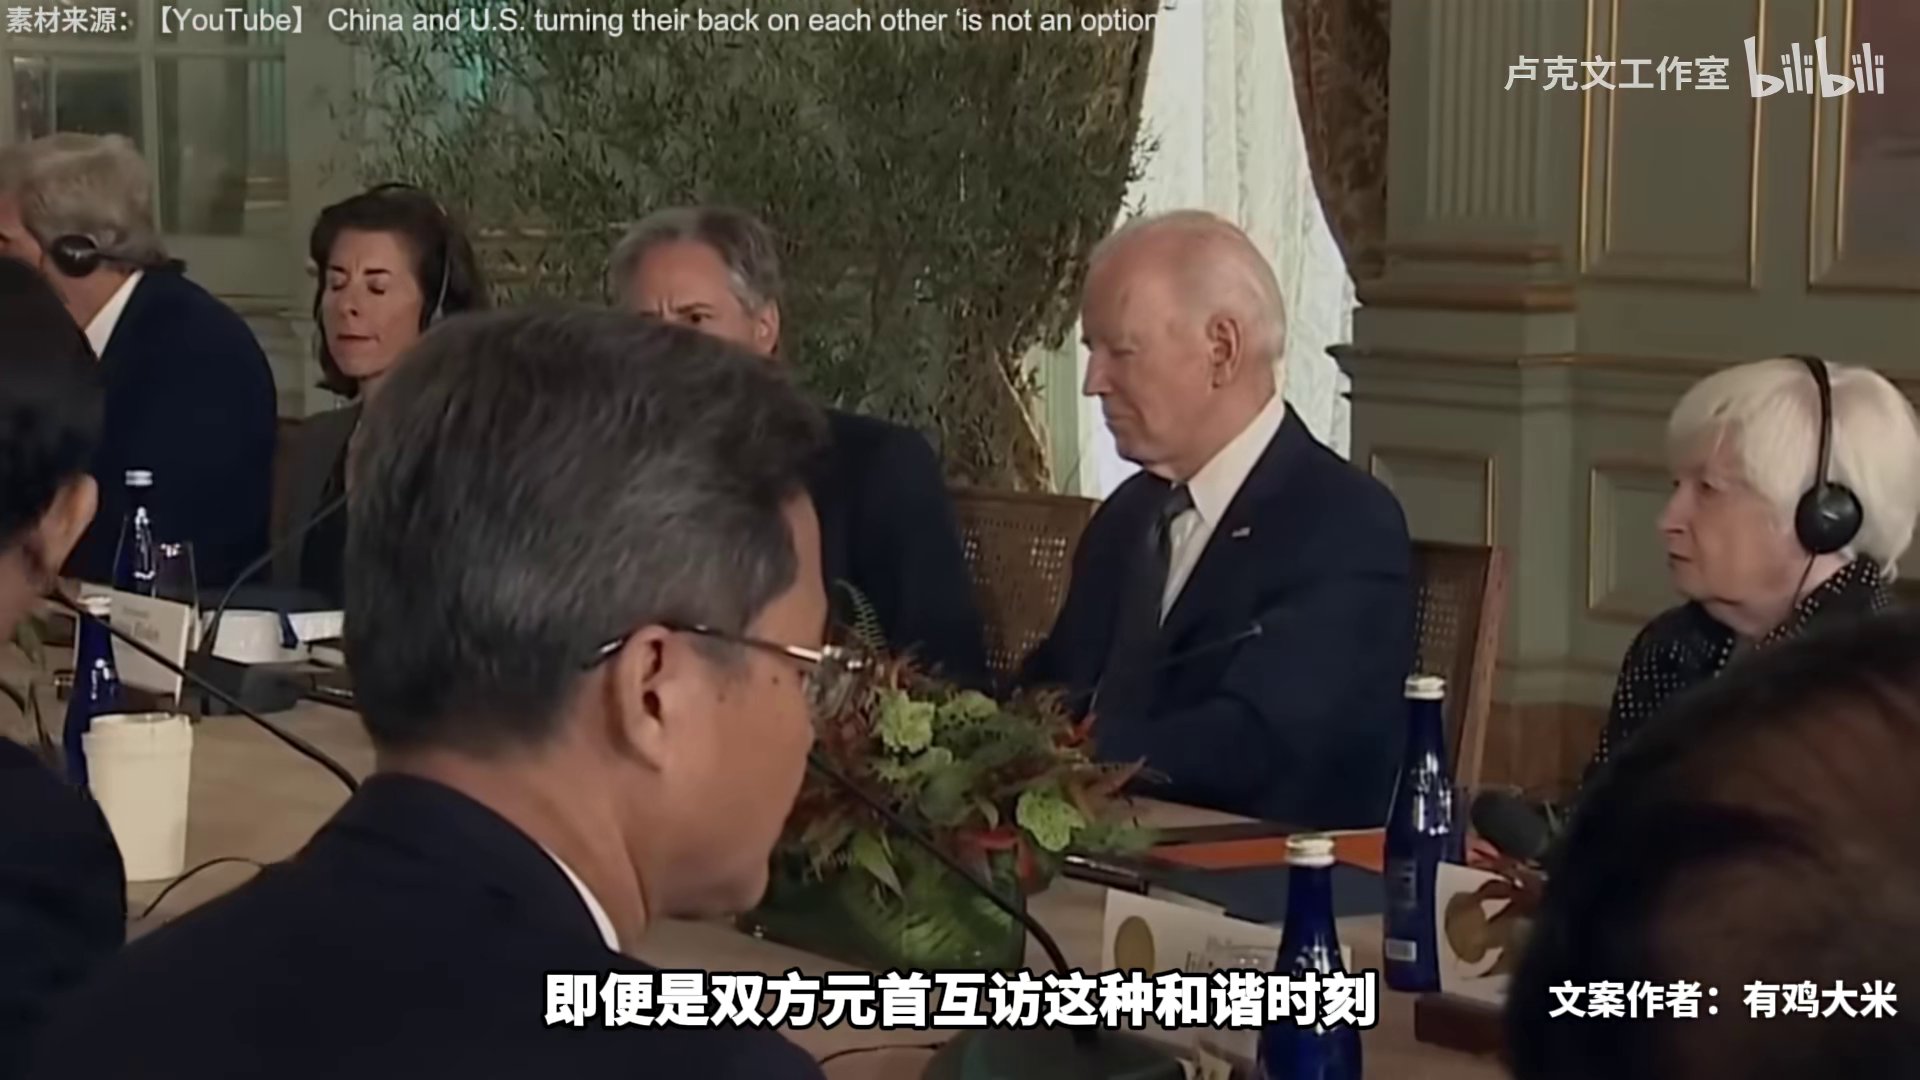 素材来源：【YouTube】 China and U.S. turning their back on each other ‘is not an option
卢克文工作室 bilibili
即便是双方元首互访这种和谐时刻
文案作者：有鸡大米